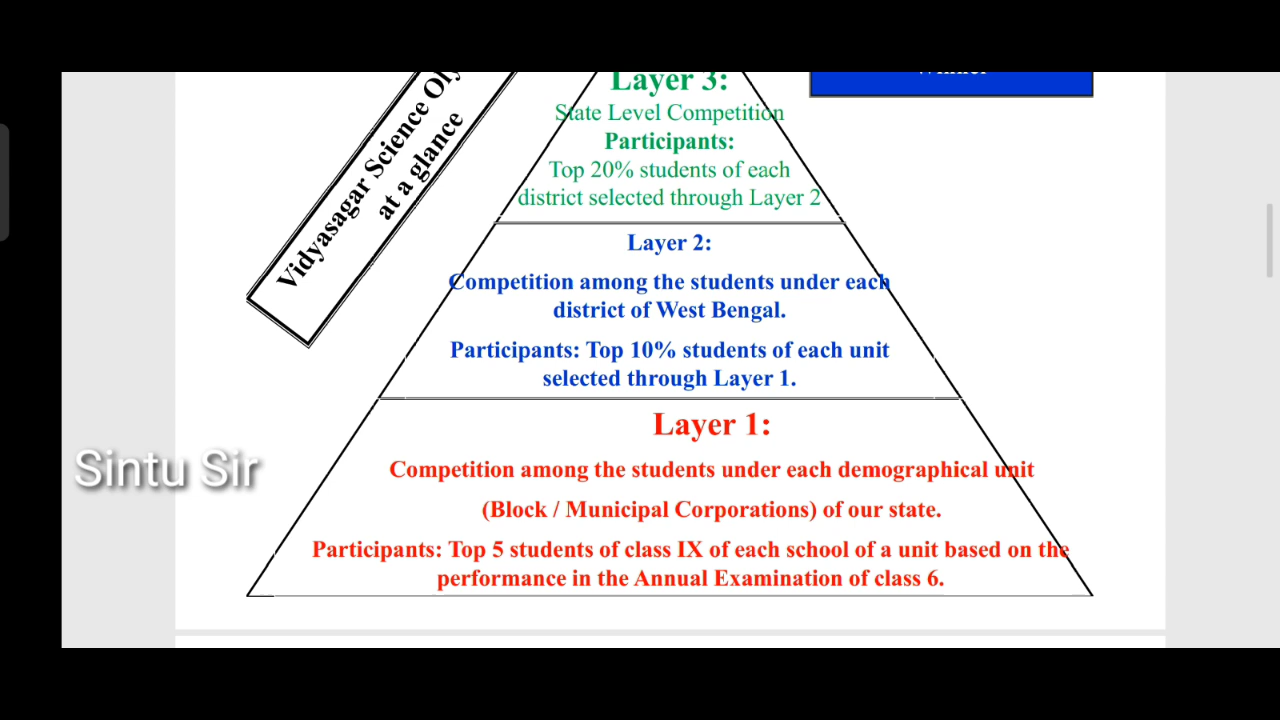 Vidyasagar Science
at a glance
Layer 3:
State Level Competition
Participants:
Top 20% students of each
district selected through Layer 2
Layer 2:
Competition among the students under each
district of West Bengal.
Participants: Top 10% students of each unit
selected through Layer 1.
Layer 1:
Competition among the students under each demographical unit
(Block / Municipal Corporations) of our state.
Participants: Top 5 students of class IX of each school of a unit based on the
performance in the Annual Examination of class 6.
Sintu Sir